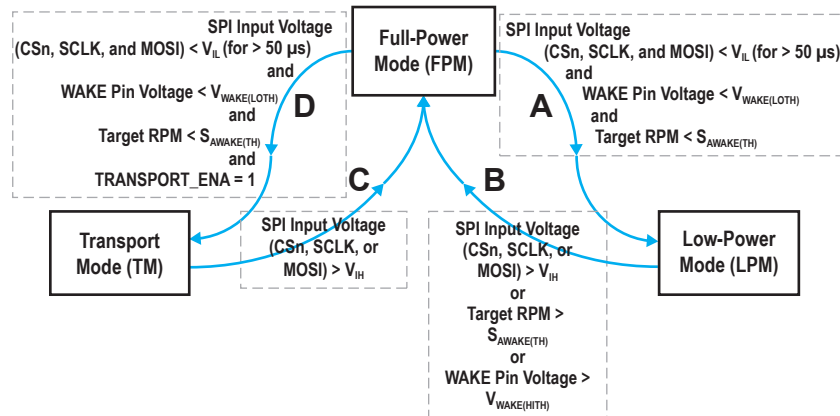 SPI Input Voltage
(CSn, SCLK, and MOSI) < VIL (for > 50 µs)
and
WAKE Pin Voltage < VWAKE(LOTH)
and
Target RPM < SAWAKE(TH)
and
TRANSPORT_ENA = 1
D
Full-Power
Mode (FPM)
SPI Input Voltage
(CSn, SCLK, and MOSI) < VIL (for > 50 µs)
and
WAKE Pin Voltage < VWAKE(LOTH)
and
Target RPM < SAWAKE(TH)
A
C
B
Transport
Mode (TM)
SPI Input Voltage
(CSn, SCLK, or
MOSI) > VIH
SPI Input Voltage
(CSn, SCLK, or
MOSI) > VIH
or
Target RPM >
SAWAKE(TH)
or
WAKE Pin Voltage >
VWAKE(HITH)
Low-Power
Mode (LPM)